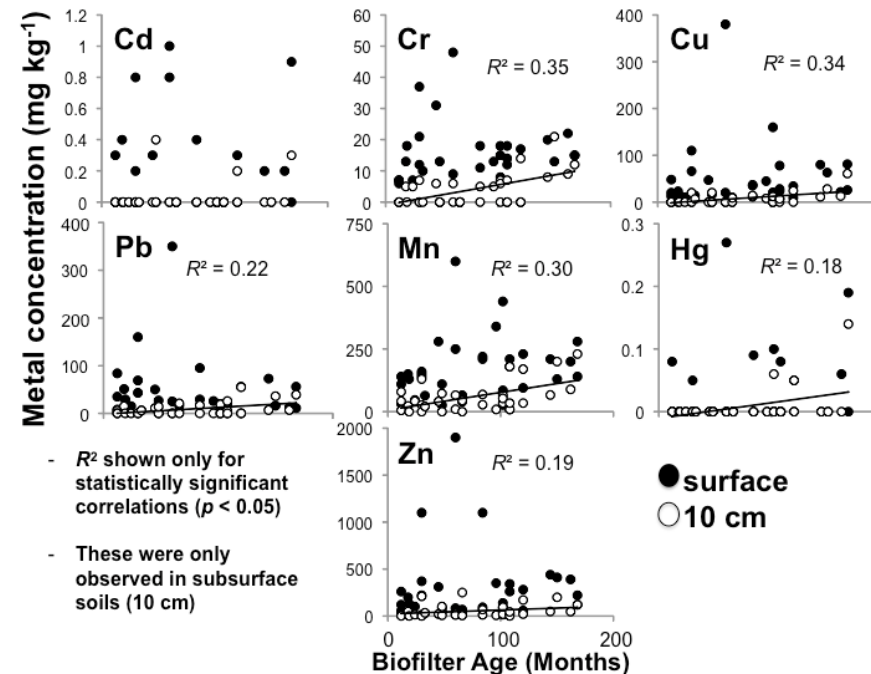 Metal concentration (mg kg-1)
Cd
1.2
1
0.8
0.6
0.4
0.2
0
Cr
R² = 0.35
60
50
40
30
20
10
0
Cu
R² = 0.34
400
300
200
100
0
Pb
R² = 0.22
400
300
200
100
0
Mn
R² = 0.30
750
500
250
0
Hg
R² = 0.18
0.3
0.2
0.1
0
- R² shown only for
statistically significant
correlations (p < 0.05)
- These were only
observed in subsurface
soils (10 cm)
Zn
R² = 0.19
2000
1500
1000
500
0
0 100 200
Biofilter Age (Months)
surface
10 cm